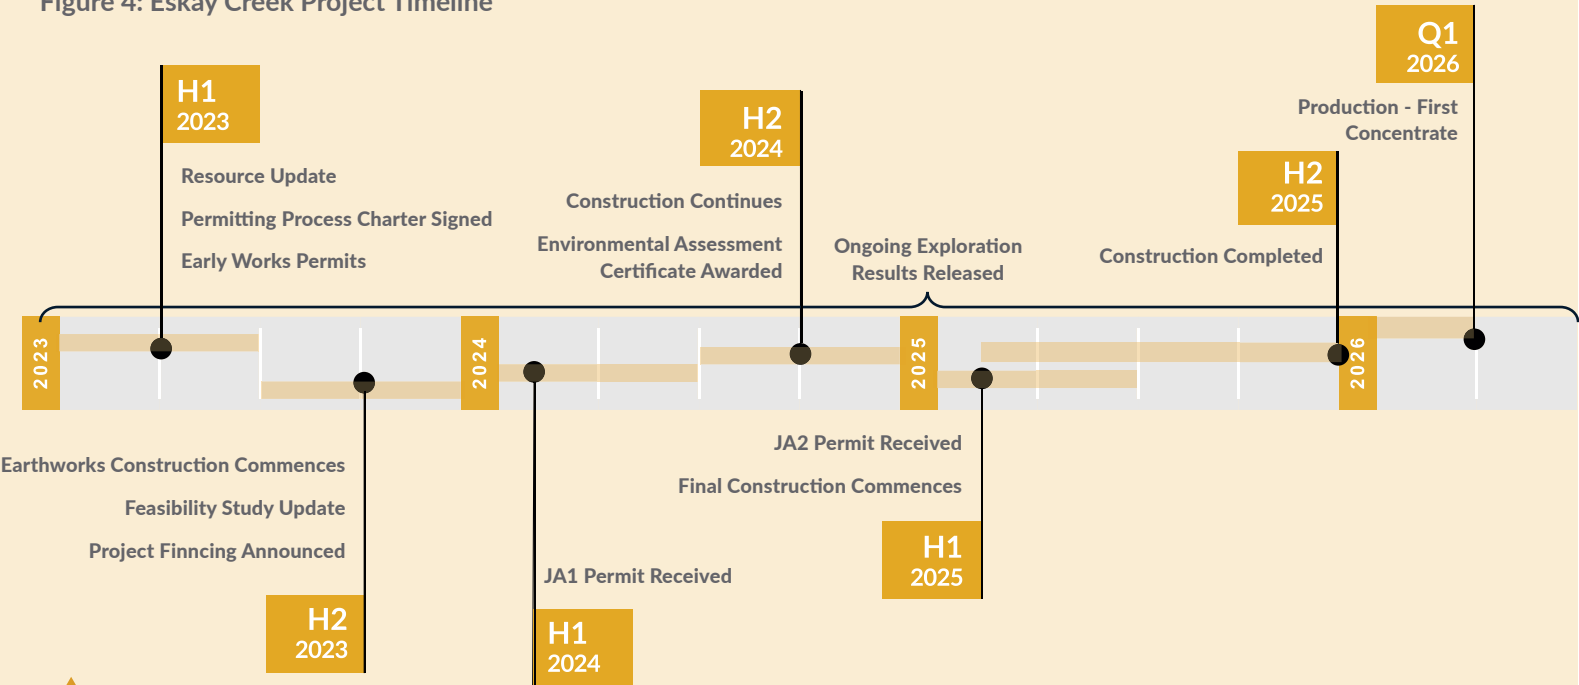 Figure 4: Eskay Creek Project Timeline
H1
2023
Resource Update
Permitting Process Charter Signed
Early Works Permits
H2
2024
Construction Continues
Environmental Assessment
Certificate Awarded
Ongoing Exploration
Results Released
H2
2025
Construction Completed
Q1
2026
Production - First
Concentrate
2023
2024
2025
2026
Earthworks Construction Commences
Feasibility Study Update
Project Finncing Announced
H2
2023
JA1 Permit Received
H1
2024
JA2 Permit Received
Final Construction Commences
H1
2025